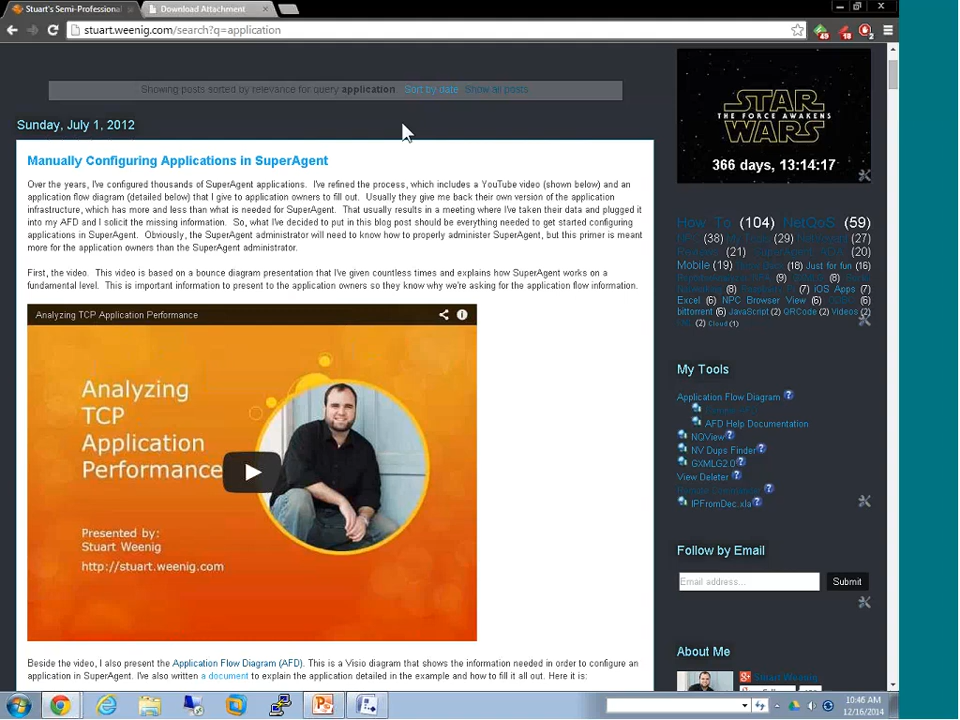 Stuart's Semi-Professional
Download Attachment
stuart.weenig.com/search?q=application
Showing posts sorted by relevance for query application. Sort by date Show all posts
Sunday, July 1, 2012
Manually Configuring Applications in SuperAgent
Over the years, I've configured thousands of SuperAgent applications. I've refined the process, which includes a YouTube video (shown below) and an
application flow diagram (detailed below) that I give to application owners to fill out. Usually they give me back their own version of the application
infrastructure, which has more and less than what is needed for SuperAgent. That usually results in a meeting where I've taken their data and plugged it
into my AFD and I solicit the missing information. So, what I've decided to put in this blog post should be everything needed to get started configuring
applications in SuperAgent. Obviously, the SuperAgent administrator will need to know how to properly administer SuperAgent, but this primer is meant
more for the application owners than the SuperAgent administrator.
First, the video. This video is based on a bounce diagram presentation that I've given countless times and explains how SuperAgent works on a
fundamental level. This is important information to present to the application owners so they know why we're asking for the application flow information.
Analyzing TCP Application Performance
Analyzing
TCP
Application
Performance
Presented by:
Stuart Weenig
http://stuart.weenig.com
Beside the video, I also present the Application Flow Diagram (AFD). This is a Visio diagram that shows the information needed in order to configure an
application in SuperAgent. I've also written a document to explain the application detailed in the example and how to fill it all out. Here it is:
STAR
THE FORCE AWAKENS
WARS
366 days, 13:14:17
How To (104) NetQoS (59)
(38) (29) (27)
(21) (20)
Mobile (19) (18) Just for fun (16)
(9)
(8) (7) iOS Apps (7)
Excel (6) NPC Browser View (6) (6)
bittorrent (6) JavaScript (2) QRCode (2) Videos (2)
(2) Cloud (1)
My Tools
Application Flow Diagram
AFD Help Documentation
NQView
NV Dups Finder
GXMLG2.0
View Deleter
IPFromDec.xla
Follow by Email
Email address...
Submit
About Me
Stuart Weenig
10:46 AM
12/16/2014